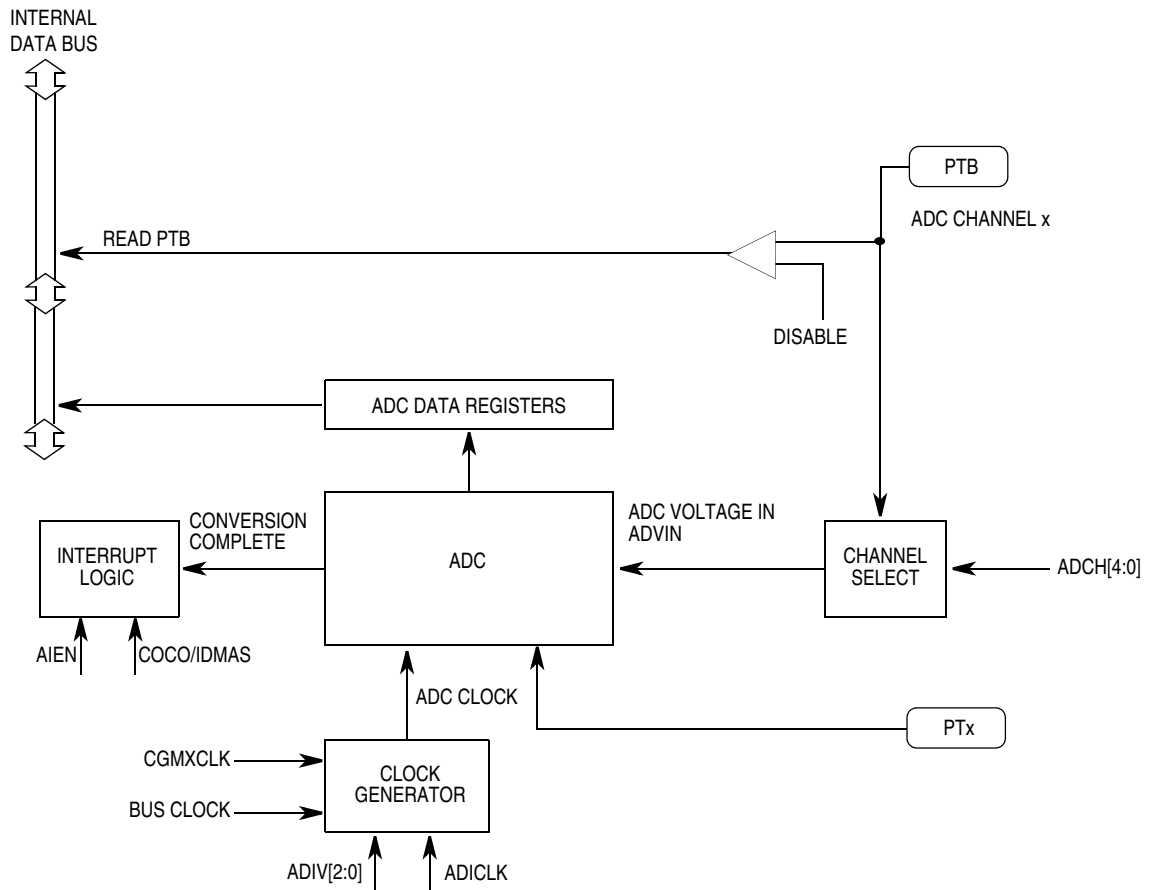 INTERNAL
DATA BUS
PTB
ADC CHANNEL x
READ PTB
DISABLE
ADC DATA REGISTERS
INTERRUPT
LOGIC
CONVERSION
COMPLETE
ADC
ADC VOLTAGE IN
ADVIN
CHANNEL
SELECT
ADCH[4:0]
AIEN
COCO/IDMAS
ADC CLOCK
PTx
CGMXCLK
BUS CLOCK
CLOCK
GENERATOR
ADIV[2:0]
ADICLK